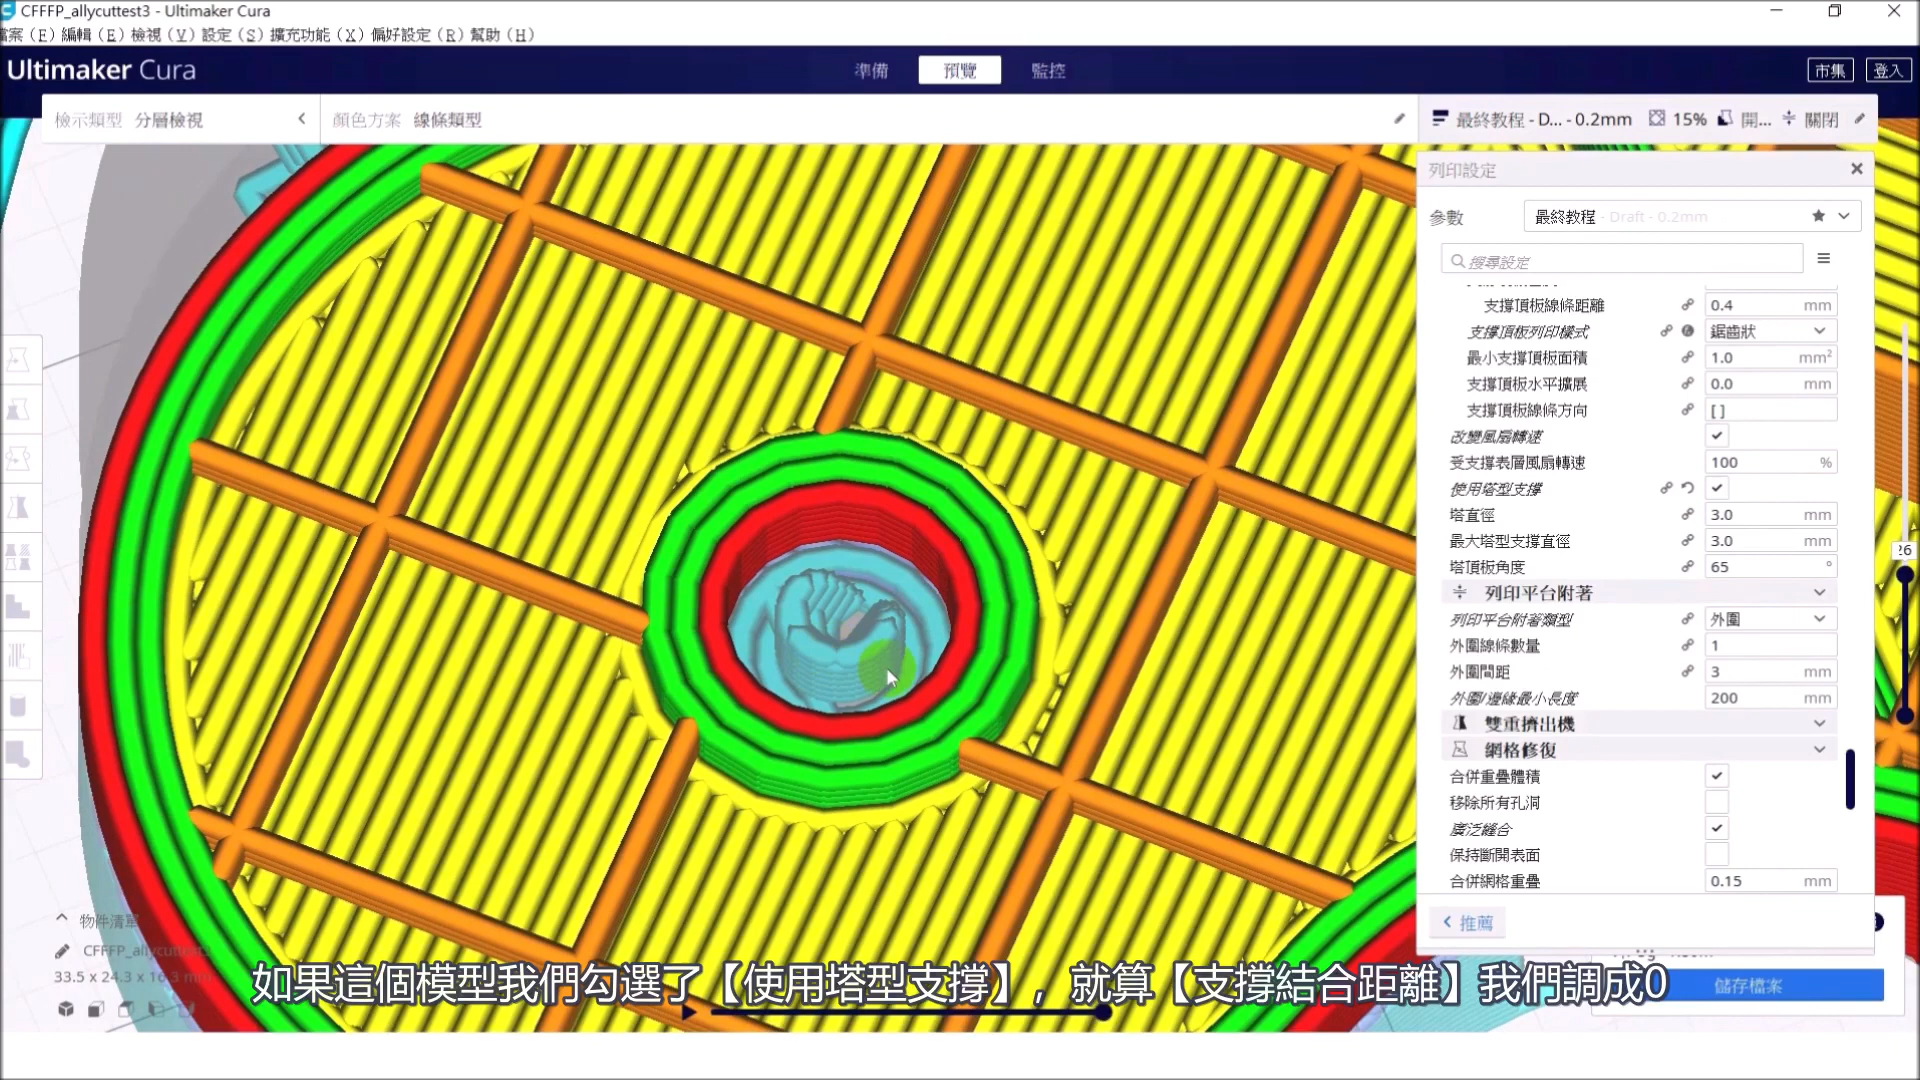 CFFFP_allycuttest3 - Ultimaker Cura
檔案 (F) 編輯 (E) 檢視 (V) 設定 (S) 擴充功能 (X) 偏好設定 (R) 幫助 (H)
Ultimaker Cura
準備 預覽 監控
市集 登入
檢示類型 分層檢視
顏色方案 線條類型
最終教程 - D... - 0.2mm 15% 開... 關閉
列印設定
參數 最終教程 - Draft - 0.2mm
搜尋設定
支撐頂板線條距離 0.4 mm
支撐頂板列印樣式 鋸齒狀
最小支撐頂板面積 1.0 mm²
支撐頂板水平擴展 0.0 mm
支撐頂板線條方向 [ ]
改變風扇轉速
受支撐表層風扇轉速 100 %
使用塔型支撐
塔直徑 3.0 mm
最大塔型支撐直徑 3.0 mm
塔頂板角度 65 °
列印平台附著
列印平台附著類型 外圍
外圍線條數量 1
外圍間距 3 mm
外圍/邊緣最小長度 200 mm
雙重擠出機
網格修復
合併重疊體積
移除所有孔洞
廣泛縫合
保持斷開表面
合併網格重疊 0.15 mm
推薦
26
物件清單
CFFFP_allycuttest3
33.5 x 24.3 x 16.3 mm
儲存檔案
如果這個模型我們勾選了【使用塔型支撐】，就算【支撐結合距離】我們調成0